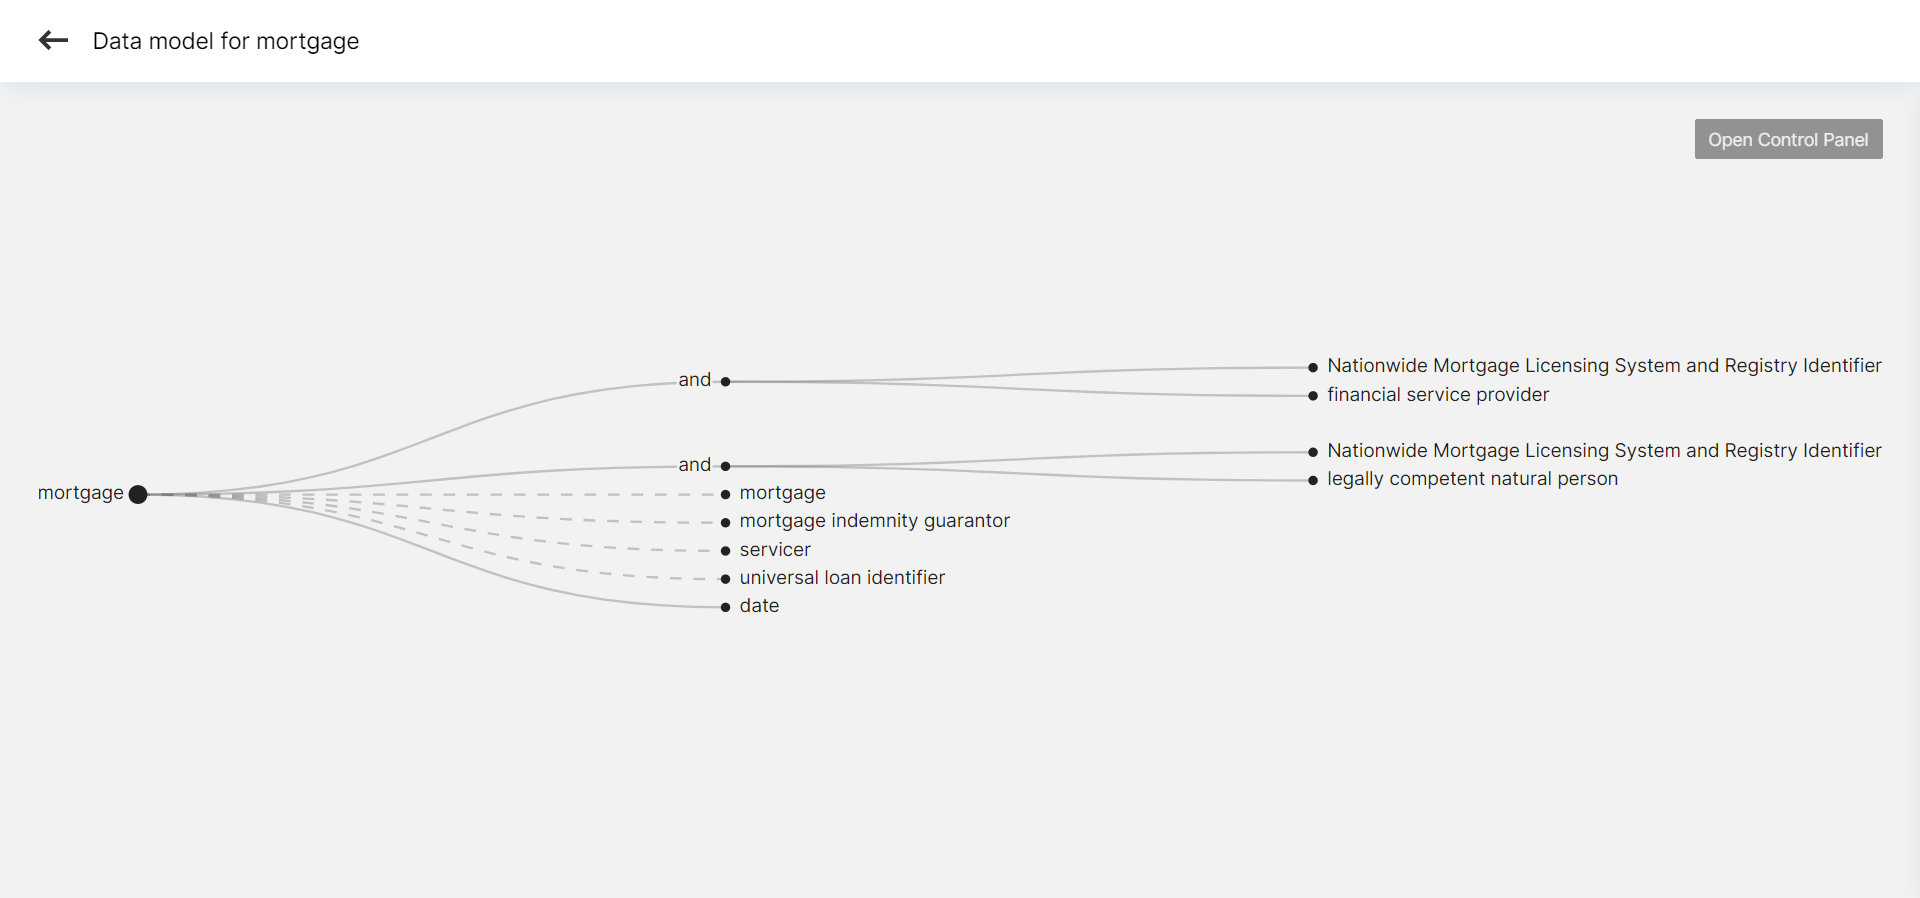 Data model for mortgage
Open Control Panel
Nationwide Mortgage Licensing System and Registry Identifier
and
financial service provider
Nationwide Mortgage Licensing System and Registry Identifier
and
legally competent natural person
mortgage
mortgage
mortgage indemnity guarantor
servicer
universal loan identifier
date